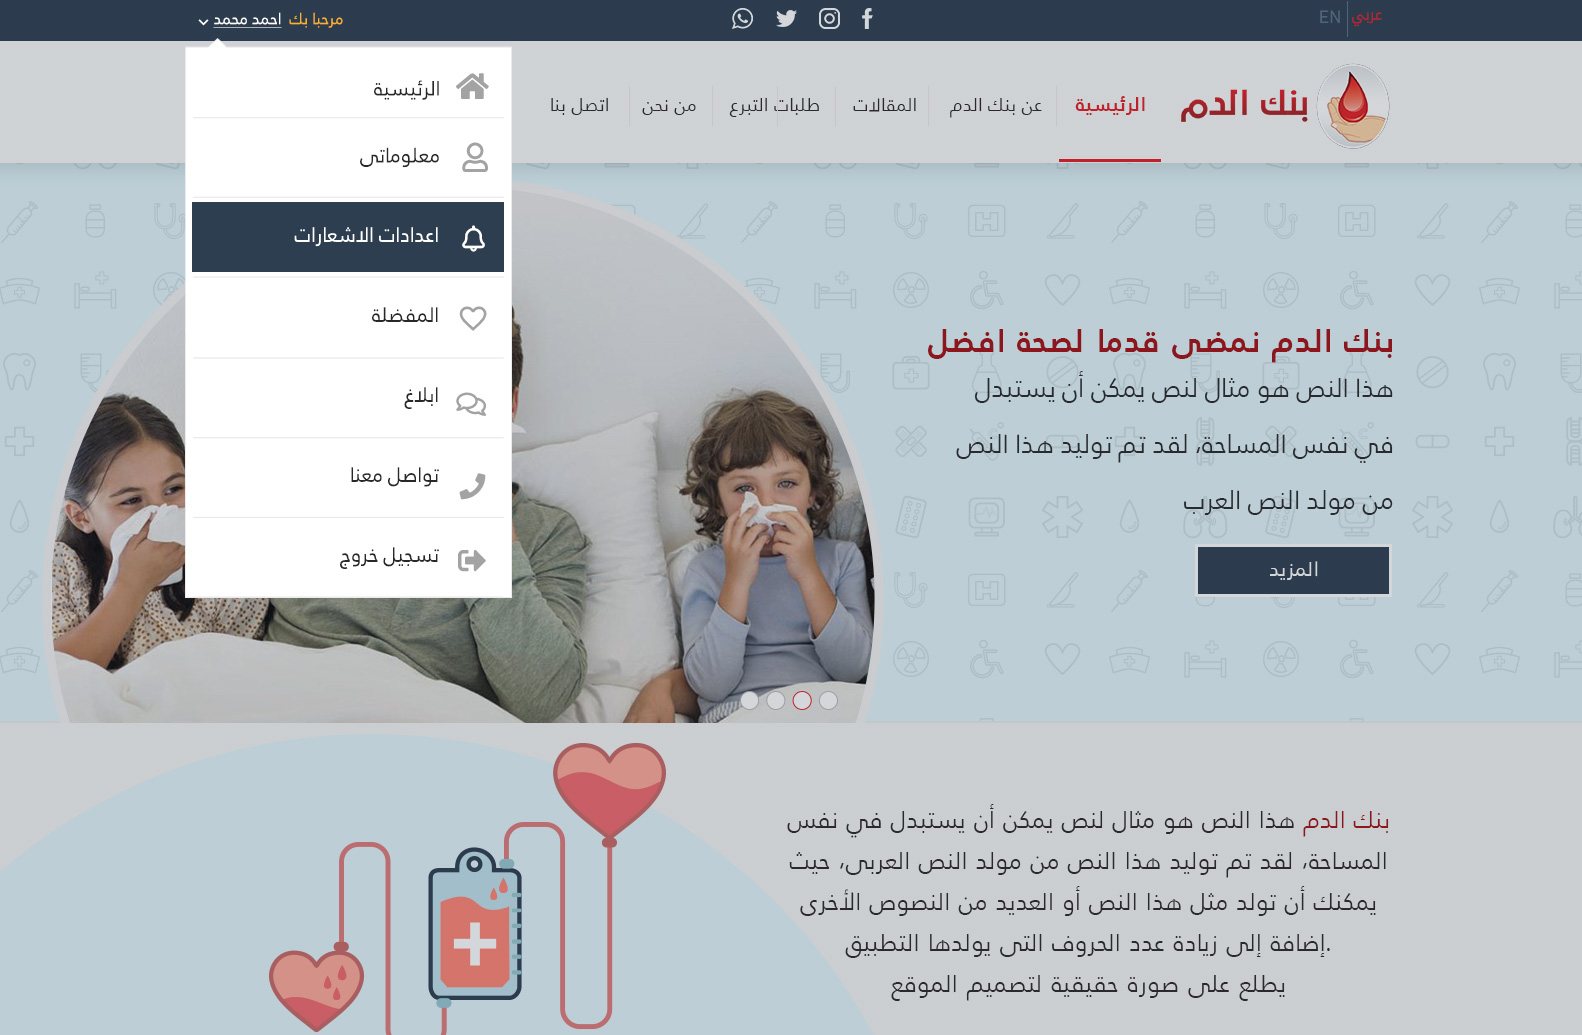 عربي
EN
مرحبا بك احمد محمد
بنك الدم
الرئيسية
عن بنك الدم
المقالات
طلبات التبرع
من نحن
اتصل بنا
الرئيسية
معلوماتى
اعدادات الاشعارات
المفضلة
ابلاغ
تواصل معنا
تسجيل خروج
بنك الدم نمضى قدما لصحة افضل
هذا النص هو مثال لنص يمكن أن يستبدل
في نفس المساحة، لقد تم توليد هذا النص
من مولد النص العرب
المزيد
بنك الدم هذا النص هو مثال لنص يمكن أن يستبدل في نفس
المساحة، لقد تم توليد هذا النص من مولد النص العربى، حيث
يمكنك أن تولد مثل هذا النص أو العديد من النصوص الأخرى
.إضافة إلى زيادة عدد الحروف التى يولدها التطبيق
يطلع على صورة حقيقية لتصميم الموقع